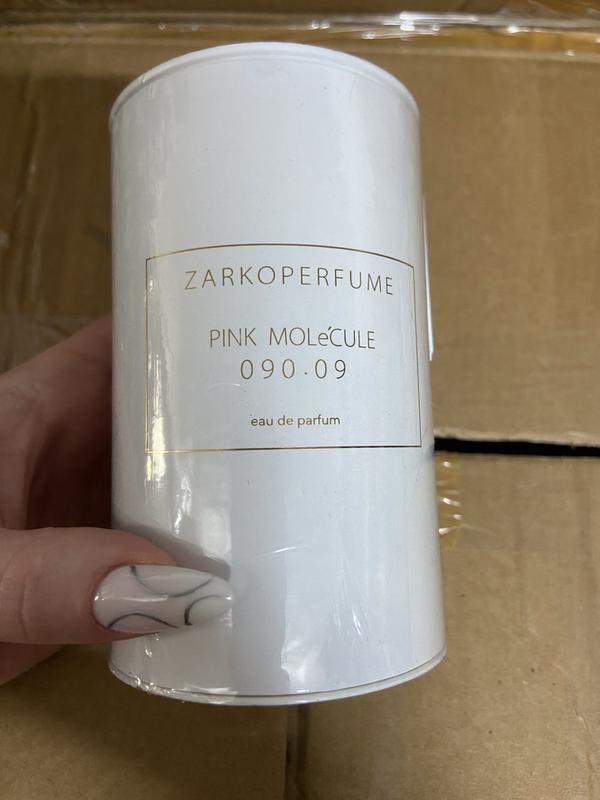 ZARKOPERFUME
PINK MOLéCULE
090·09
eau de parfum